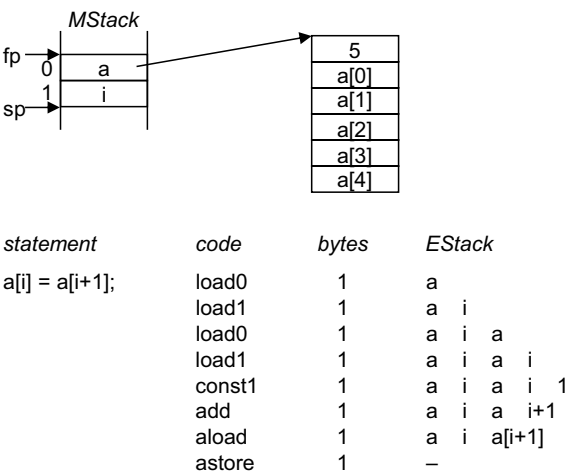 MStack
fp
0 a
1 i
sp
5
a[0]
a[1]
a[2]
a[3]
a[4]
statement code bytes EStack
a[i] = a[i+1]; load0 1 a
load1 1 a i
load0 1 a i a
load1 1 a i a i
const1 1 a i a i 1
add 1 a i a i+1
aload 1 a i a[i+1]
astore 1 –